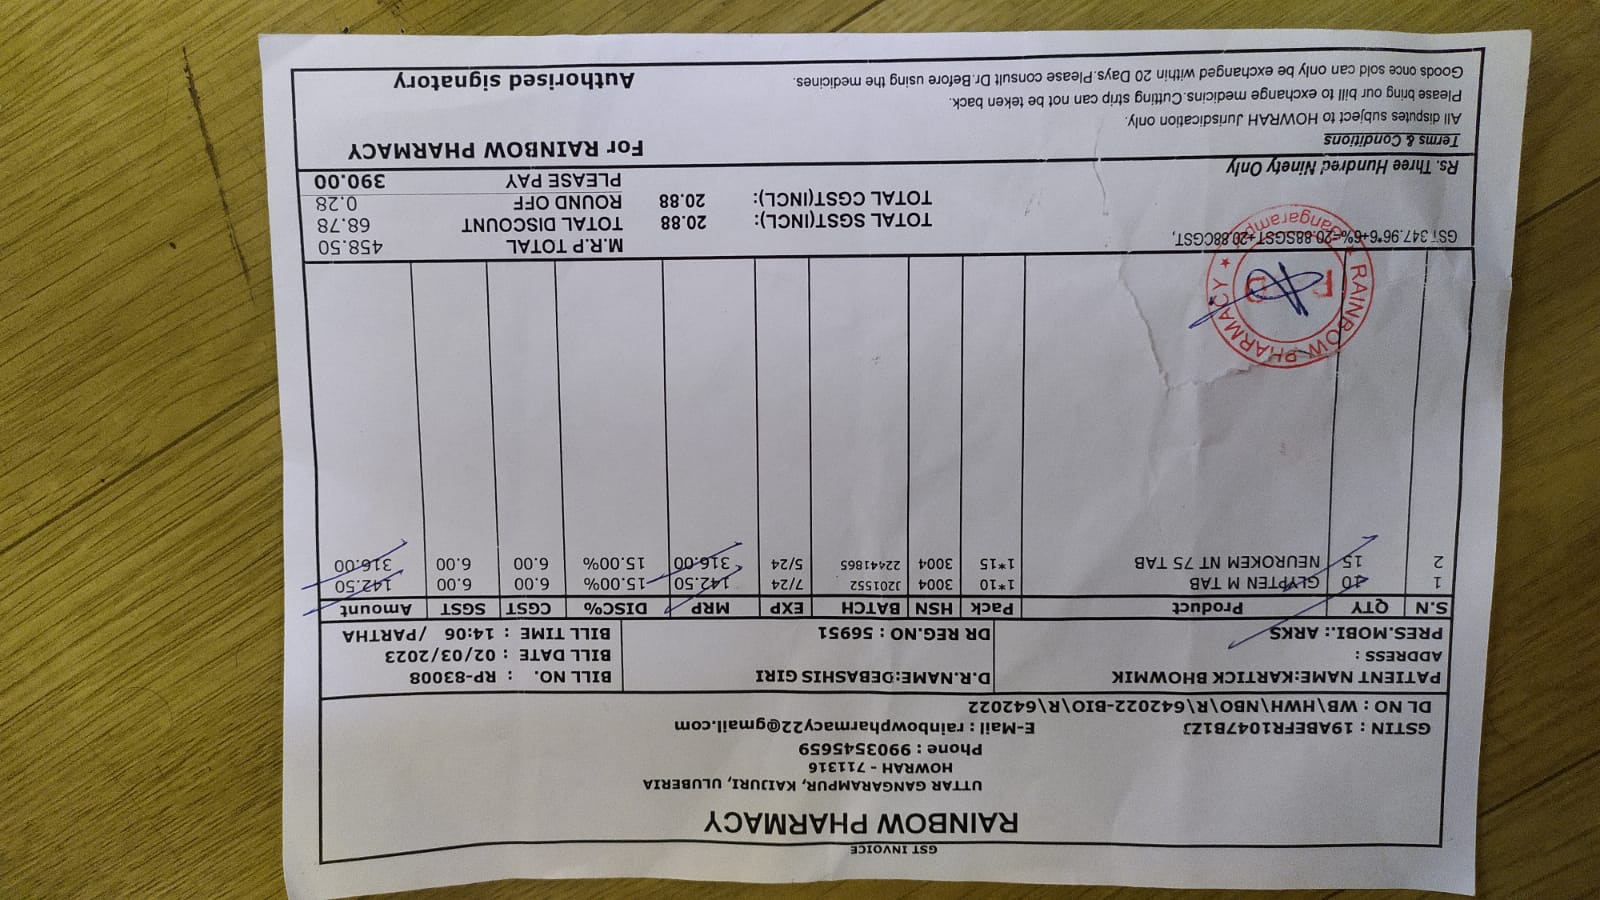 GST INVOICE
RAINBOW PHARMACY
UTTAR GANGARAMPUR, KAIJURI, ULUBERIA
HOWRAH - 711316
Phone : 9903545659
GSTIN : 19ABEFR1047B1ZJ E-Mail : rainbowpharmacy22@gmail.com
DL NO : WB\HWH\NBO\R\642022-BIO\R\642022
PATIENT NAME:KARTICK BHOWMIK D.R.NAME:DEBASHIS GIRI BILL NO. : RP-83008
ADDRESS : BILL DATE : 02/03/2023
PRES.MOBI.: ARKS DR REG.NO : 56951 BILL TIME : 14:06 /PARTHA
S.N QTY Product Pack HSN BATCH EXP MRP DISC% CGST SGST Amount
1 10 GLYPTEN M TAB 1*10 3004 J201552 7/24 142.50 15.00% 6.00 6.00 142.50
2 15 NEUROKEM NT 75 TAB 1*15 3004 22441865 5/24 316.00 15.00% 6.00 6.00 316.00
RAINBOW PHARMACY
GST 347.96*6+6%=20.88SGST+20.88CGST, M.R.P TOTAL 458.50
TOTAL SGST(INCL): 20.88 TOTAL DISCOUNT 68.78
TOTAL CGST(INCL): 20.88 ROUND OFF 0.28
Rs. Three Hundred Ninety Only PLEASE PAY 390.00
Terms & Conditions For RAINBOW PHARMACY
All disputes subject to HOWRAH Jurisdication only.
Please bring our bill to exchange medicins.Cutting strip can not be teken back.
Goods once sold can only be exchanged within 20 Days.Please consult Dr.Before using the medicines. Authorised signatory